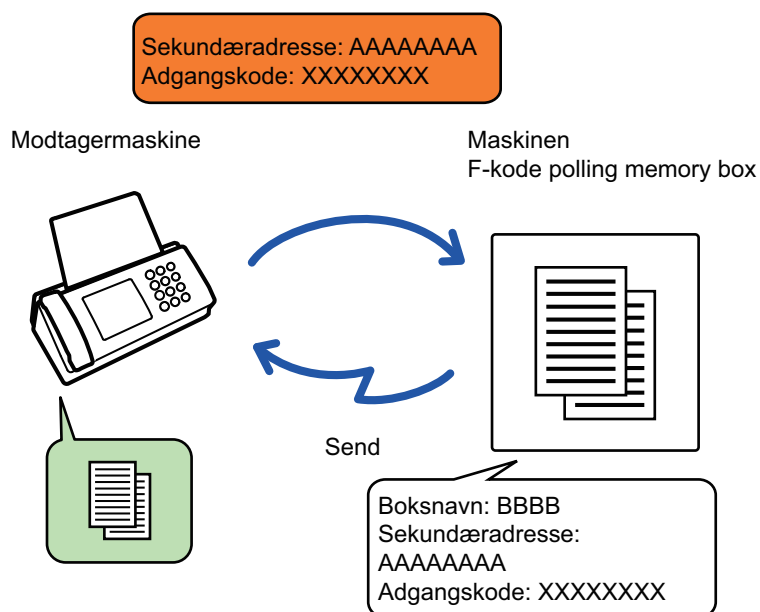 Sekundæradresse: AAAAAAAA
Adgangskode: XXXXXXXX
Modtagermaskine
Maskinen
F-kode polling memory box
Send
Boksnavn: BBBB
Sekundæradresse:
AAAAAAAA
Adgangskode: XXXXXXXX